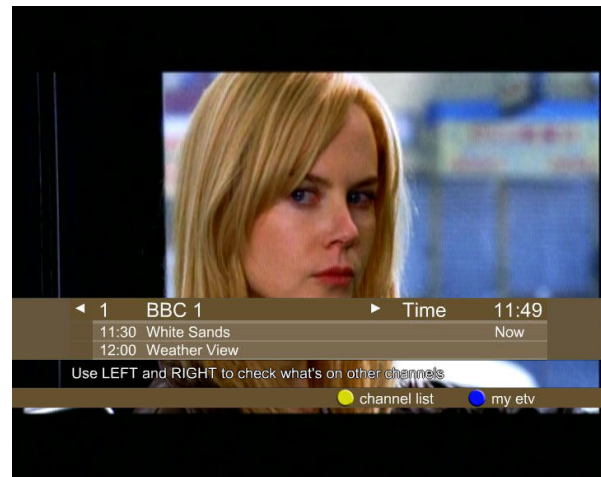 1 BBC 1 Time 11:49
11:30 White Sands Now
12:00 Weather View
Use LEFT and RIGHT to check what's on other channels
channel list my etv